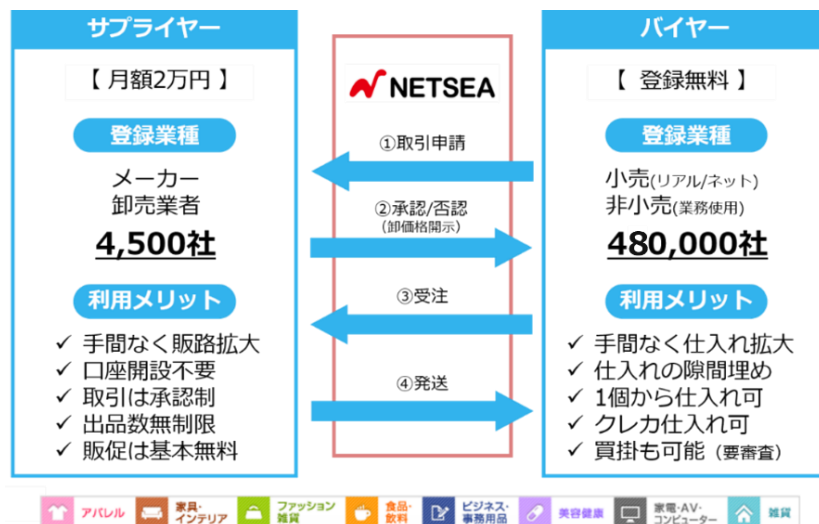 サプライヤー
【 月額2万円 】
登録業種
メーカー
卸売業者
4,500社
利用メリット
✓ 手間なく販路拡大
✓ 口座開設不要
✓ 取引は承認制
✓ 出品数無制限
✓ 販促は基本無料
NETSEA
①取引申請
②承認/否認
(卸価格開示)
③受注
④発送
バイヤー
【 登録無料 】
登録業種
小売(リアル/ネット)
非小売(業務使用)
480,000社
利用メリット
✓ 手間なく仕入れ拡大
✓ 仕入れの隙間埋め
✓ 1個から仕入れ可
✓ クレカ仕入れ可
✓ 買掛も可能（要審査）
アパレル
家具・
インテリア
ファッション
雑貨
食品・
飲料
ビジネス・
事務用品
美容健康
家電・AV・
コンピューター
雑貨